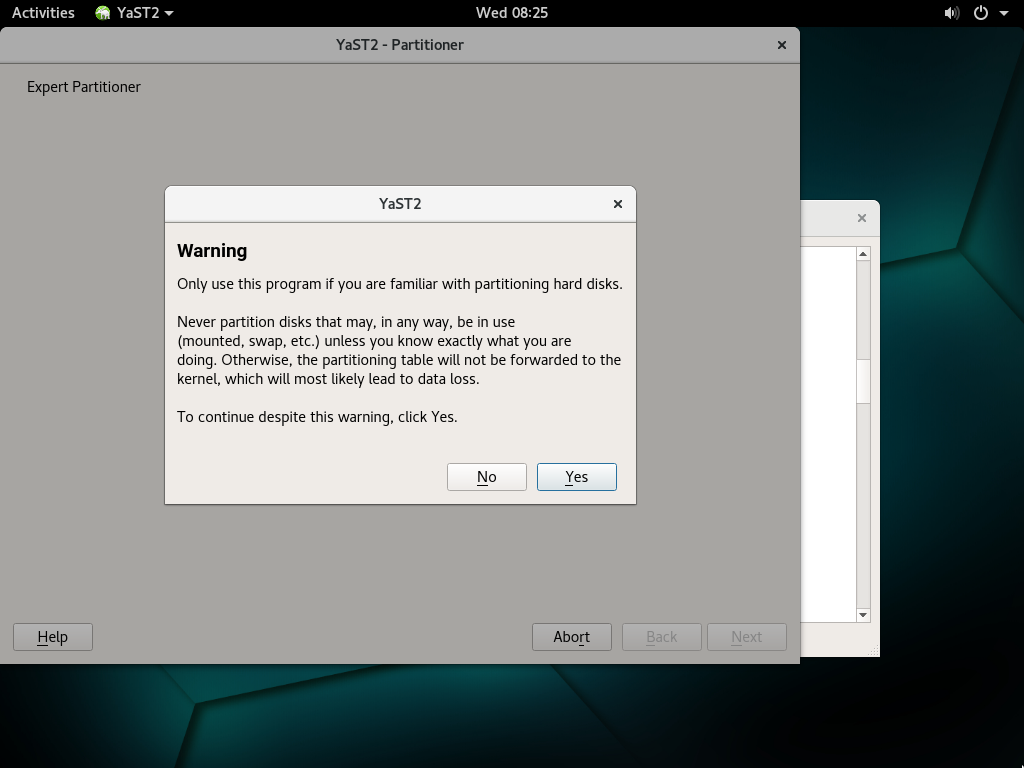 Activities YaST2 Wed 08:25
YaST2 - Partitioner
Expert Partitioner
YaST2
Warning
Only use this program if you are familiar with partitioning hard disks.
Never partition disks that may, in any way, be in use
(mounted, swap, etc.) unless you know exactly what you are
doing. Otherwise, the partitioning table will not be forwarded to the
kernel, which will most likely lead to data loss.
To continue despite this warning, click Yes.
No Yes
Help Abort Back Next